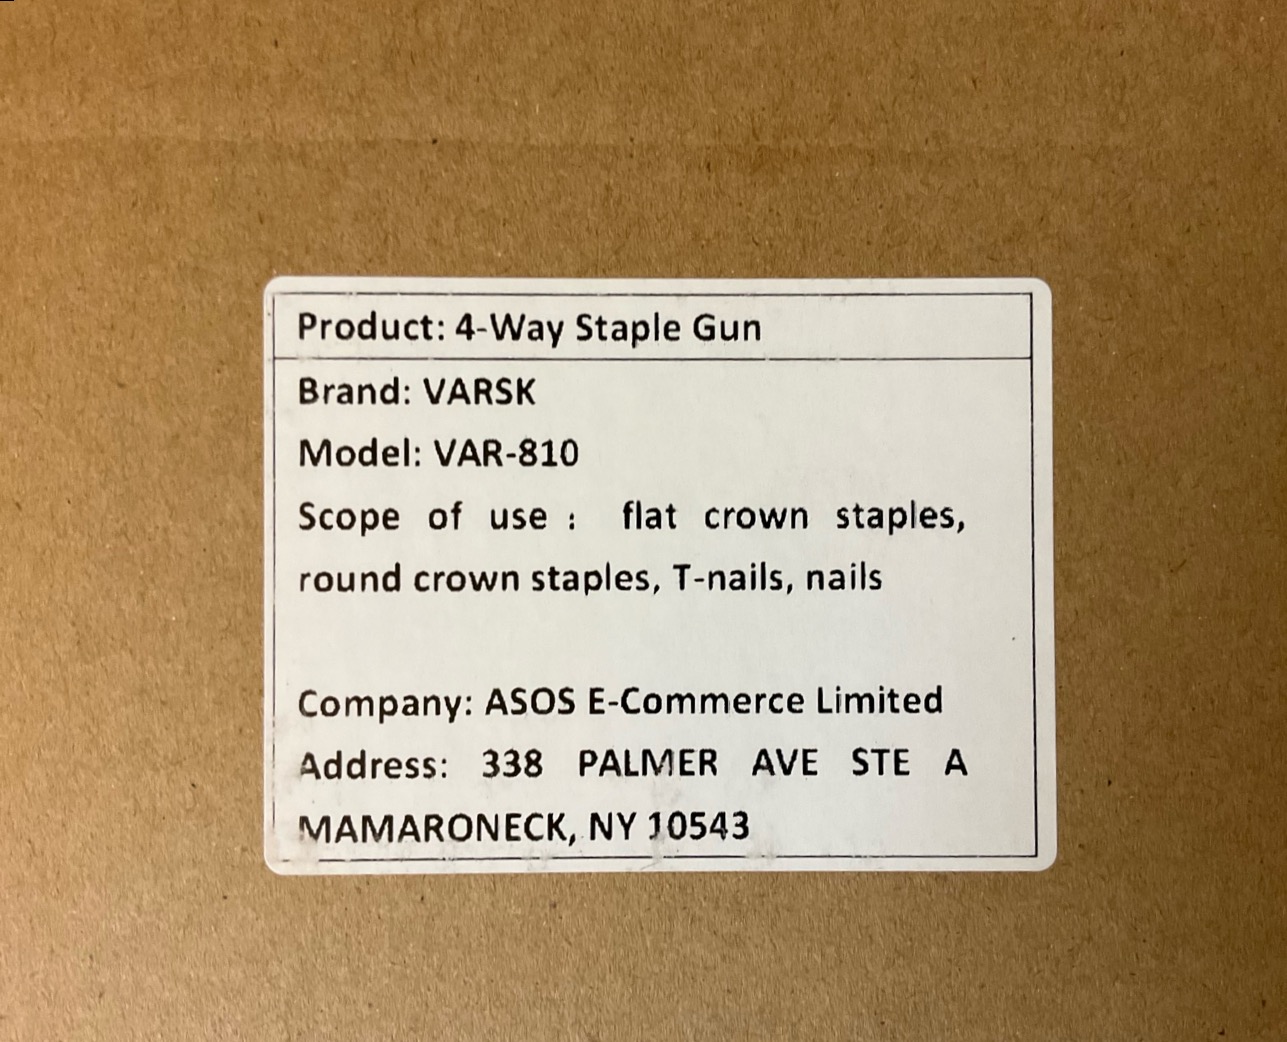 Product: 4-Way Staple Gun
Brand: VARSK
Model: VAR-810
Scope of use : flat crown staples,
round crown staples, T-nails, nails
Company: ASOS E-Commerce Limited
Address: 338 PALMER AVE STE A
MAMARONECK, NY 10543